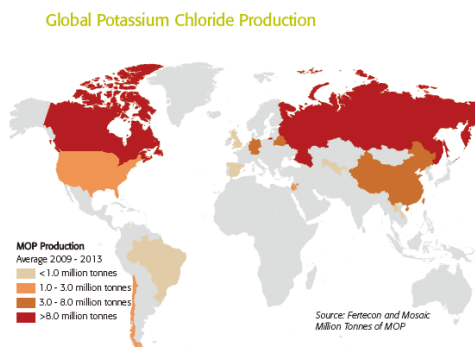 Global Potassium Chloride Production
MOP Production
Average 2009 - 2013
<1.0 million tonnes
1.0 - 3.0 million tonnes
3.0 - 8.0 million tonnes
>8.0 million tonnes
Source: Fertecon and Mosaic
Million Tonnes of MOP